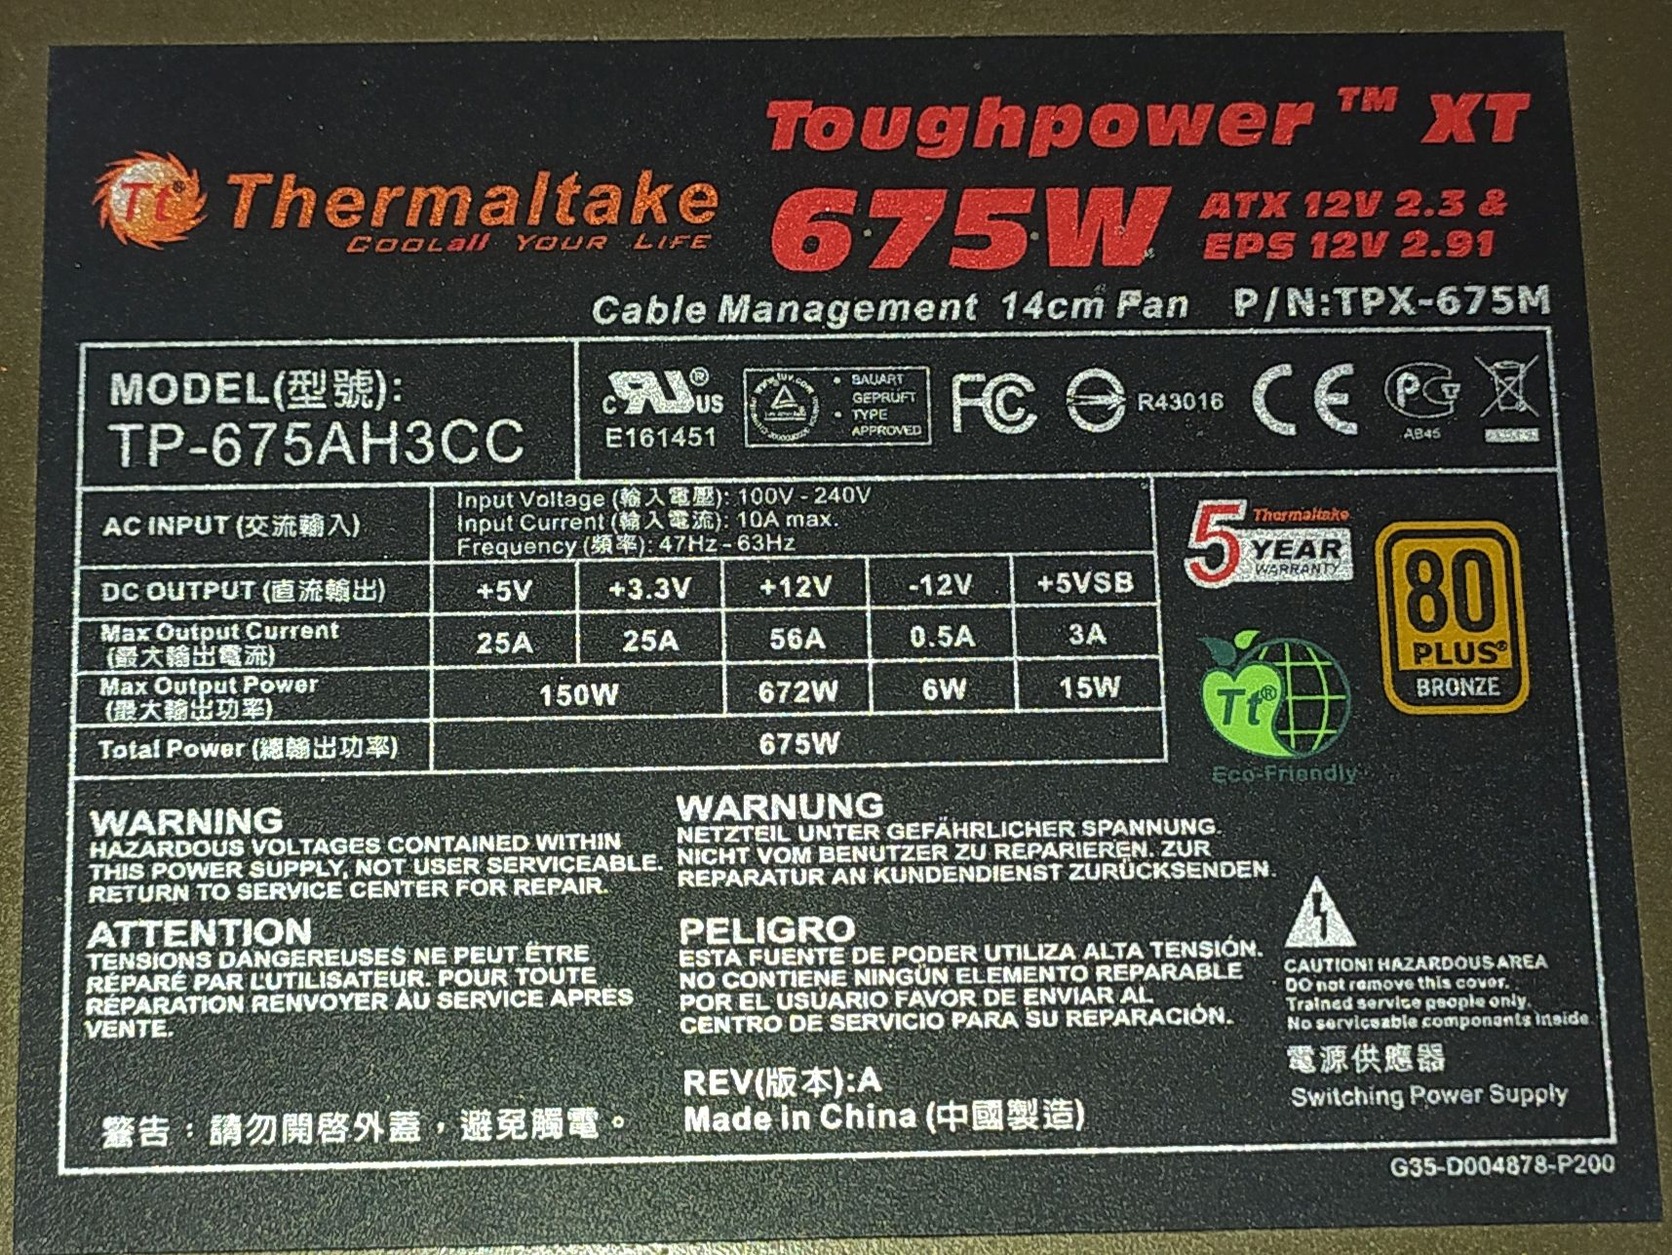 Toughpower™ XT
Tt® Thermaltake
COOLall YOUR LIFE
675W
ATX 12V 2.3 &
EPS 12V 2.91
Cable Management 14cm Fan P/N:TPX-675M
MODEL(型號):
TP-675AH3CC
c RU® US
E161451
www.tuv.com
BAUART
GEPRÜFT
TYPE
APPROVED
FC
R43016
CE
PG
AB45
AC INPUT (交流輸入)
Input Voltage (輸入電壓): 100V - 240V
Input Current (輸入電流): 10A max.
Frequency (頻率): 47Hz - 63Hz
DC OUTPUT (直流輸出) +5V +3.3V +12V -12V +5VSB
Max Output Current
(最大輸出電流) 25A 25A 56A 0.5A 3A
Max Output Power
(最大輸出功率) 150W 672W 6W 15W
Total Power (總輸出功率) 675W
Thermaltake
5 YEAR
WARRANTY
80
PLUS®
BRONZE
Tt®
Eco-Friendly
WARNING
HAZARDOUS VOLTAGES CONTAINED WITHIN
THIS POWER SUPPLY, NOT USER SERVICEABLE.
RETURN TO SERVICE CENTER FOR REPAIR.
WARNUNG
NETZTEIL UNTER GEFÄHRLICHER SPANNUNG.
NICHT VOM BENUTZER ZU REPARIEREN. ZUR
REPARATUR AN KUNDENDIENST ZURÜCKSENDEN.
ATTENTION
TENSIONS DANGEREUSES NE PEUT ÊTRE
RÉPARÉ PAR L'UTILISATEUR. POUR TOUTE
RÉPARATION RENVOYER ÀU SERVICE APRES
VENTE.
PELIGRO
ESTA FUENTE DE PODER UTILIZA ALTA TENSIÓN.
NO CONTIENE NINGÚN ELEMENTO REPARABLE
POR EL USUARIO FAVOR DE ENVIAR AL
CENTRO DE SERVICIO PARA SU REPARACIÓN.
CAUTION! HAZARDOUS AREA
DO not remove this cover.
Trained service people only.
No serviceable components inside
電源供應器
Switching Power Supply
REV(版本):A
Made In China (中國製造)
警告：請勿開啓外蓋，避免觸電。
G35-D004878-P200